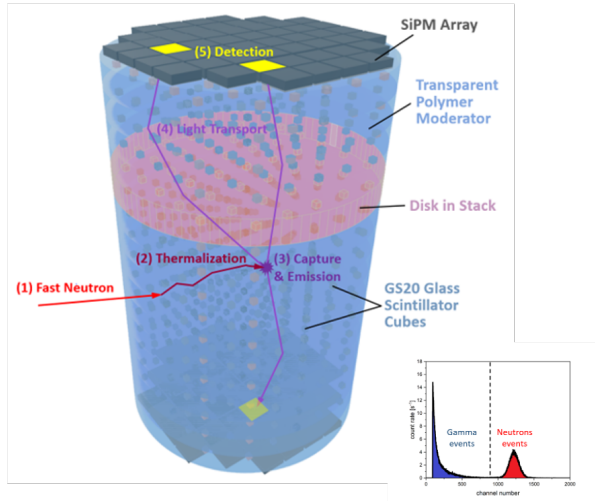 SiPM Array
(5) Detection
Transparent
Polymer
Moderator
(4) Light Transport
Disk in Stack
(2) Thermalization
(3) Capture
& Emission
(1) Fast Neutron
GS20 Glass
Scintillator
Cubes
18
16
14
12
10
8
6
4
2
0
count rate [s⁻¹]
Gamma
events
Neutrons
events
0
500
1000
1500
2000
channel number